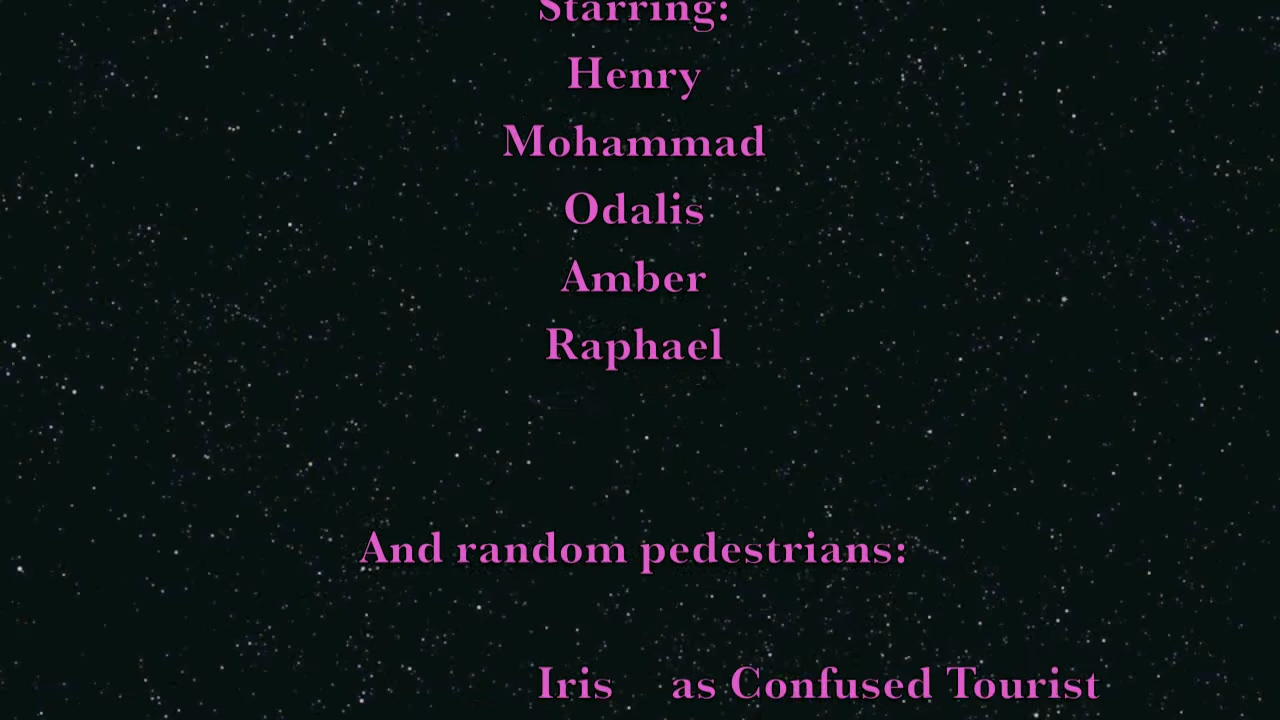 Starring:
Henry
Mohammad
Odalis
Amber
Raphael
And random pedestrians:
Iris as Confused Tourist